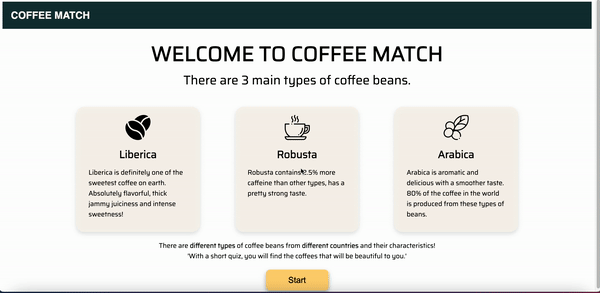 COFFEE MATCH
WELCOME TO COFFEE MATCH
There are 3 main types of coffee beans.
Liberica
Liberica is definitely one of the
sweetest coffee on earth.
Absolutely flavorful, thick
jammy juiciness and intense
sweetness!
Robusta
Robusta contains 2.5% more
caffeine than other types, has a
pretty strong taste.
Arabica
Arabica is aromatic and
delicious with a smoother taste.
80% of the coffee in the world
is produced from these types of
beans.
There are different types of coffee beans from different countries and their characteristics!
'With a short quiz, you will find the coffees that will be beautiful to you.'
Start